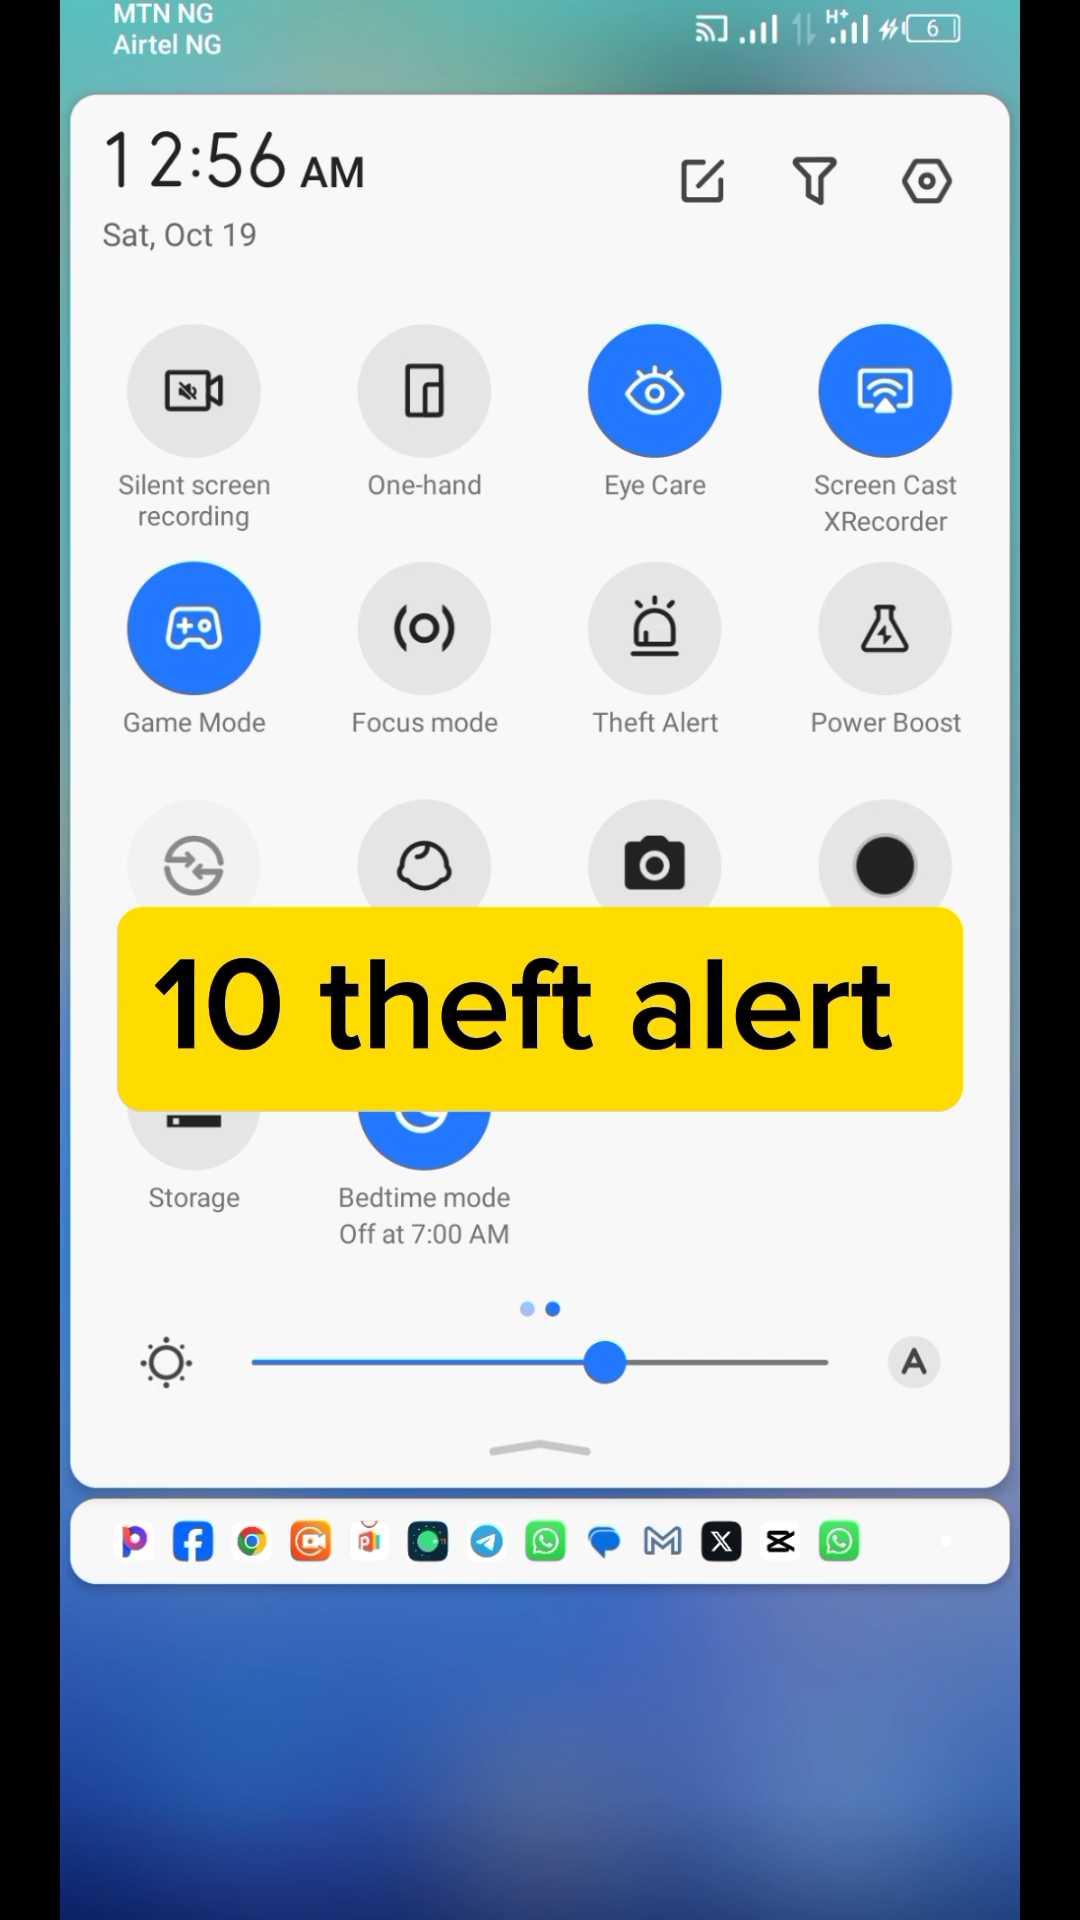 MTN NG
Airtel NG
H+
6
12:56 AM
Sat, Oct 19
Silent screen
recording
One-hand
Eye Care
Screen Cast
XRecorder
Game Mode
Focus mode
Theft Alert
Power Boost
10 theft alert
Storage
Bedtime mode
Off at 7:00 AM
A